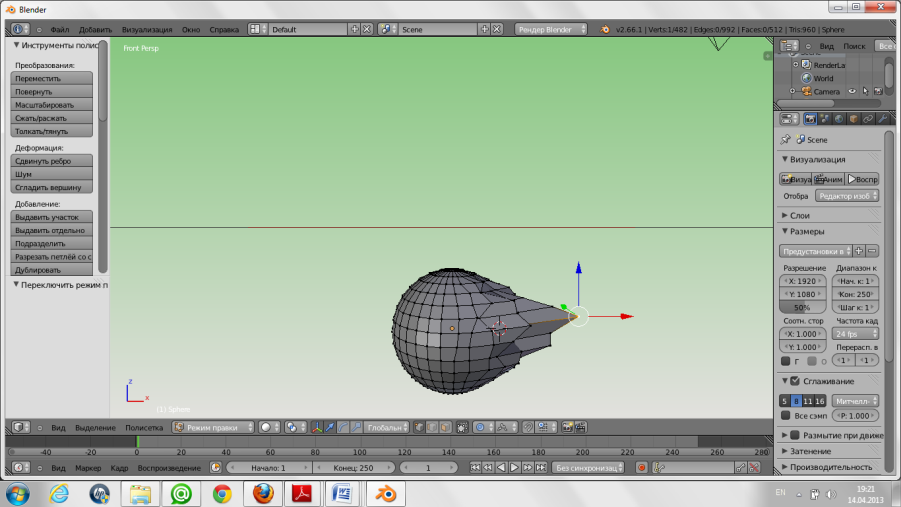 Blender
Файл
Добавить
Визуализация
Окно
Справка
Default
Scene
Рендер Blender
v2.66.1 | Verts:1/482 | Edges:0/992 | Faces:0/512 | Tris:960 | Sphere
Инструменты полис
Преобразования:
Переместить
Повернуть
Масштабировать
Сжать/расжать
Толкать/тянуть
Деформация:
Сдвинуть ребро
Шум
Сгладить вершину
Добавление:
Выдавить участок
Выдавить отдельно
Подразделить
Разрезать петлёй со с
Дублировать
Переключить режим п
Front Persp
z
x
(1) Sphere
Вид
Поиск
Все с
RenderLa
World
Camera
Scene
Визуализация
Визуа
Аним
Воспр
Отобра
Редактор изоб
Слои
Размеры
Предустановки в
Разрешение
Диапазон к
X: 1920
Нач. к: 1
Y: 1080
Кон: 250
50%
Шаг к: 1
Соотн. стор
Частота кад
X: 1.000
24 fps
Y: 1.000
Перерасп. в
Г
О
1
1
Сглаживание
5 8 11 16
Митчелл-
Все сэмп
Р: 1.000
Размытие при движе
Затенение
Производительность
Вид
Выделение
Полисетка
Режим правки
Глобальн
-40 -20 0 20 40 60 80 100 120 140 160 180 200 220 240 260 280
Вид
Маркер
Кадр
Воспроизведение
Начало: 1
Конец: 250
1
Без синхронизац
EN
19:21
14.04.2013